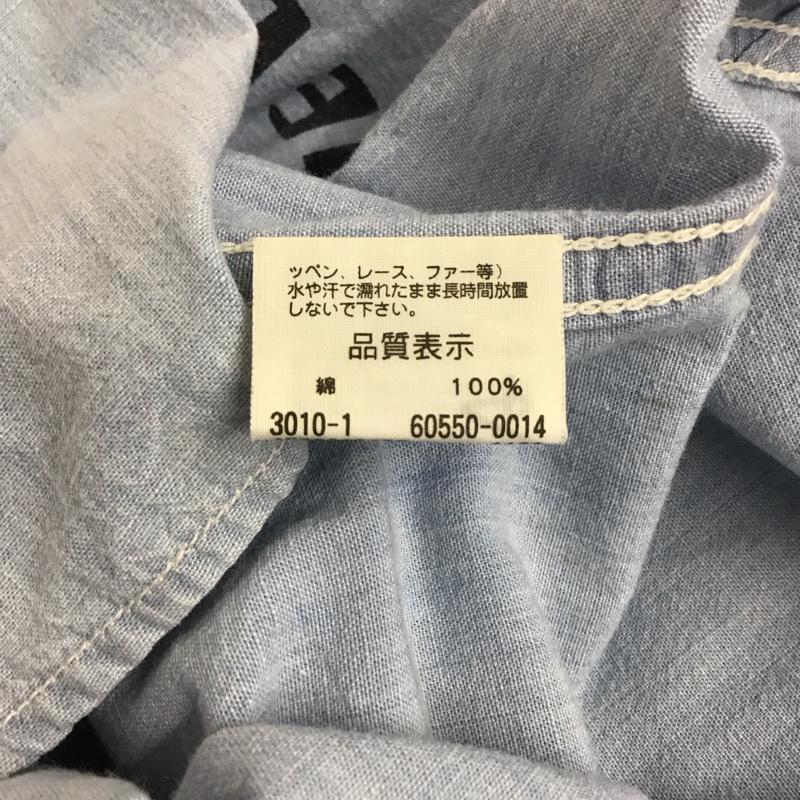 ッペン、レース、ファー等)
水や汗で濡れたまま長時間放置
しないで下さい。
品質表示
綿 100%
3010-1 60550-0014